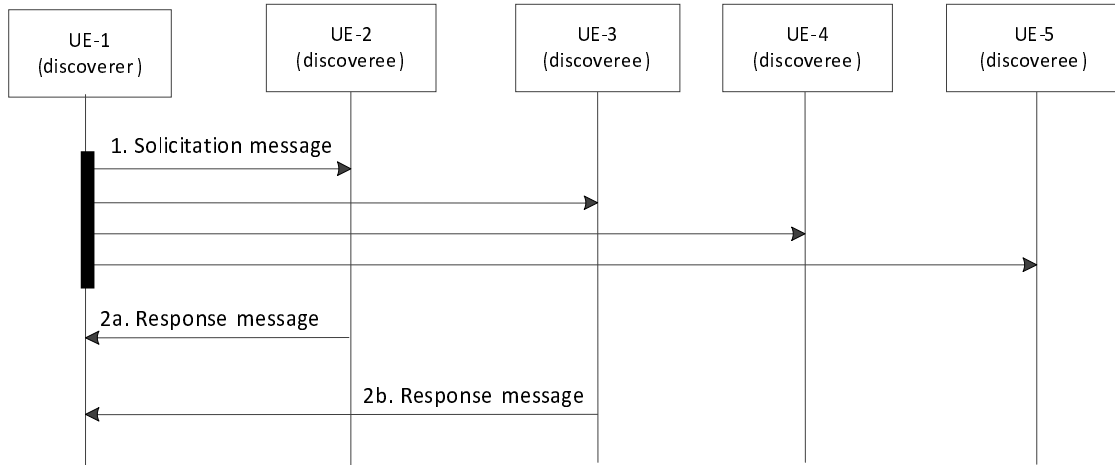 UE-1
(discoverer)
UE-2
(discoveree)
UE-3
(discoveree)
UE-4
(discoveree)
UE-5
(discoveree)
1. Solicitation message
2a. Response message
2b. Response message